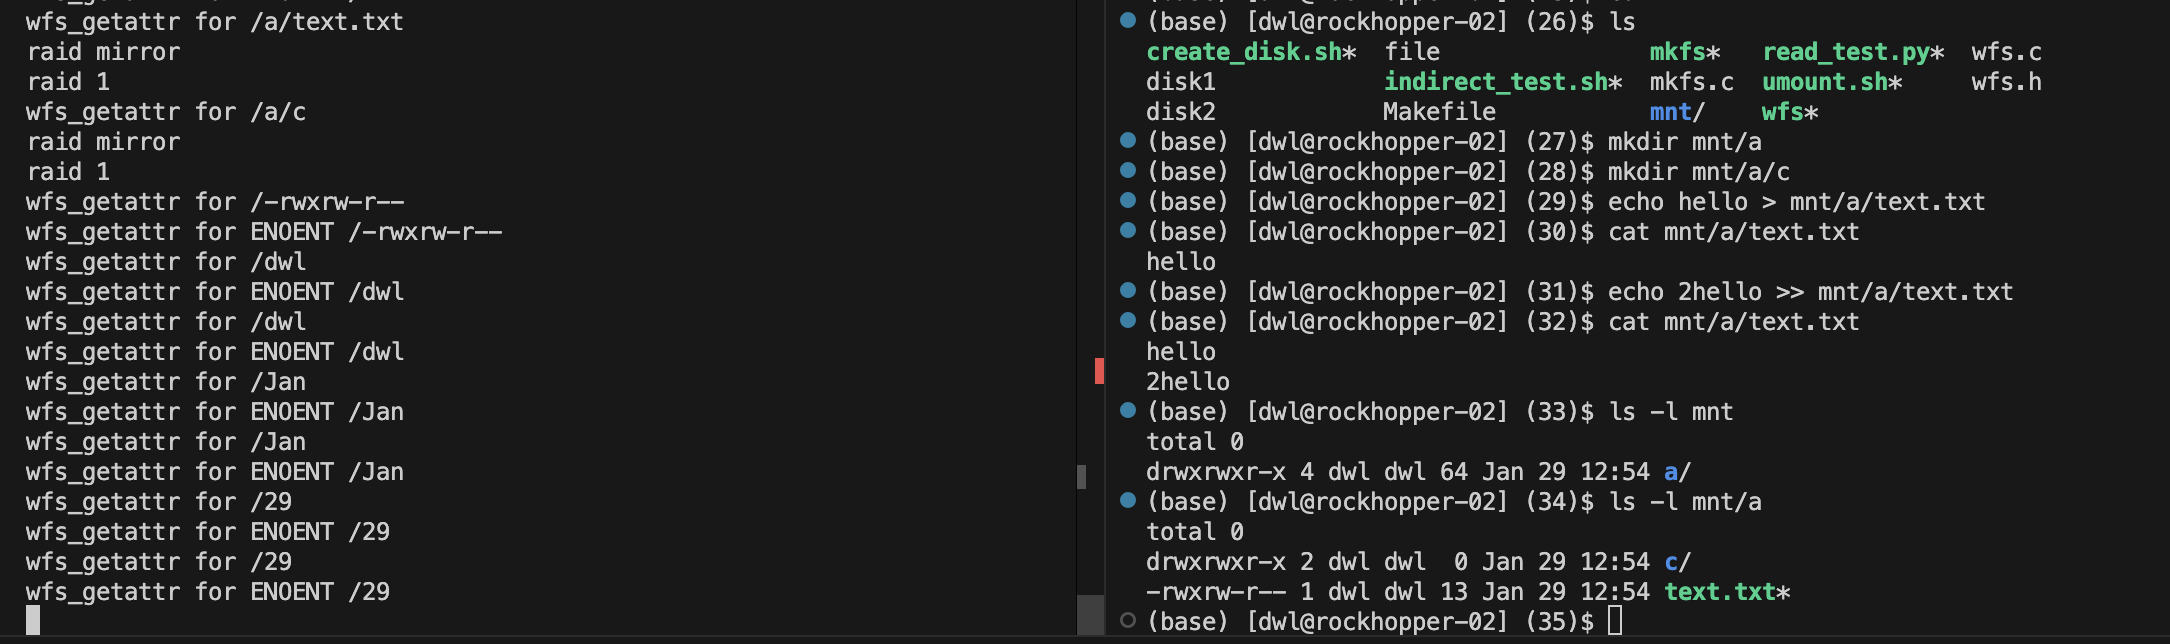 wfs_getattr for /a/text.txt
raid mirror
raid 1
wfs_getattr for /a/c
raid mirror
raid 1
wfs_getattr for /-rwxrw-r--
wfs_getattr for ENOENT /-rwxrw-r--
wfs_getattr for /dwl
wfs_getattr for ENOENT /dwl
wfs_getattr for /dwl
wfs_getattr for ENOENT /dwl
wfs_getattr for /Jan
wfs_getattr for ENOENT /Jan
wfs_getattr for /Jan
wfs_getattr for ENOENT /Jan
wfs_getattr for /29
wfs_getattr for ENOENT /29
wfs_getattr for /29
wfs_getattr for ENOENT /29
(base) [dwl@rockhopper-02] (26)$ ls
create_disk.sh* file mkfs* read_test.py* wfs.c
disk1 indirect_test.sh* mkfs.c umount.sh* wfs.h
disk2 Makefile mnt/ wfs*
(base) [dwl@rockhopper-02] (27)$ mkdir mnt/a
(base) [dwl@rockhopper-02] (28)$ mkdir mnt/a/c
(base) [dwl@rockhopper-02] (29)$ echo hello > mnt/a/text.txt
(base) [dwl@rockhopper-02] (30)$ cat mnt/a/text.txt
hello
(base) [dwl@rockhopper-02] (31)$ echo 2hello >> mnt/a/text.txt
(base) [dwl@rockhopper-02] (32)$ cat mnt/a/text.txt
hello
2hello
(base) [dwl@rockhopper-02] (33)$ ls -l mnt
total 0
drwxrwxr-x 4 dwl dwl 64 Jan 29 12:54 a/
(base) [dwl@rockhopper-02] (34)$ ls -l mnt/a
total 0
drwxrwxr-x 2 dwl dwl  0 Jan 29 12:54 c/
-rwxrw-r-- 1 dwl dwl 13 Jan 29 12:54 text.txt*
(base) [dwl@rockhopper-02] (35)$